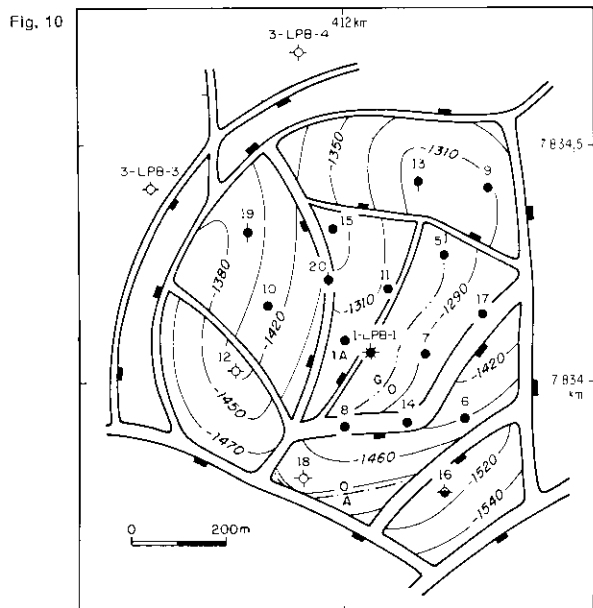 Fig. 10
412 km
3-LPB-4
7 834,5
3-LPB-3
-1350
-1310
13
9
19
15
5
-1380
20
11
-1290
-1310
10
-1420
17
1-LPB-1
1A
7
12
-1420
7 834
km
G
O
-1450
8
14
6
-1470
-1460
18
16
-1520
O
A
-1540
0
200m